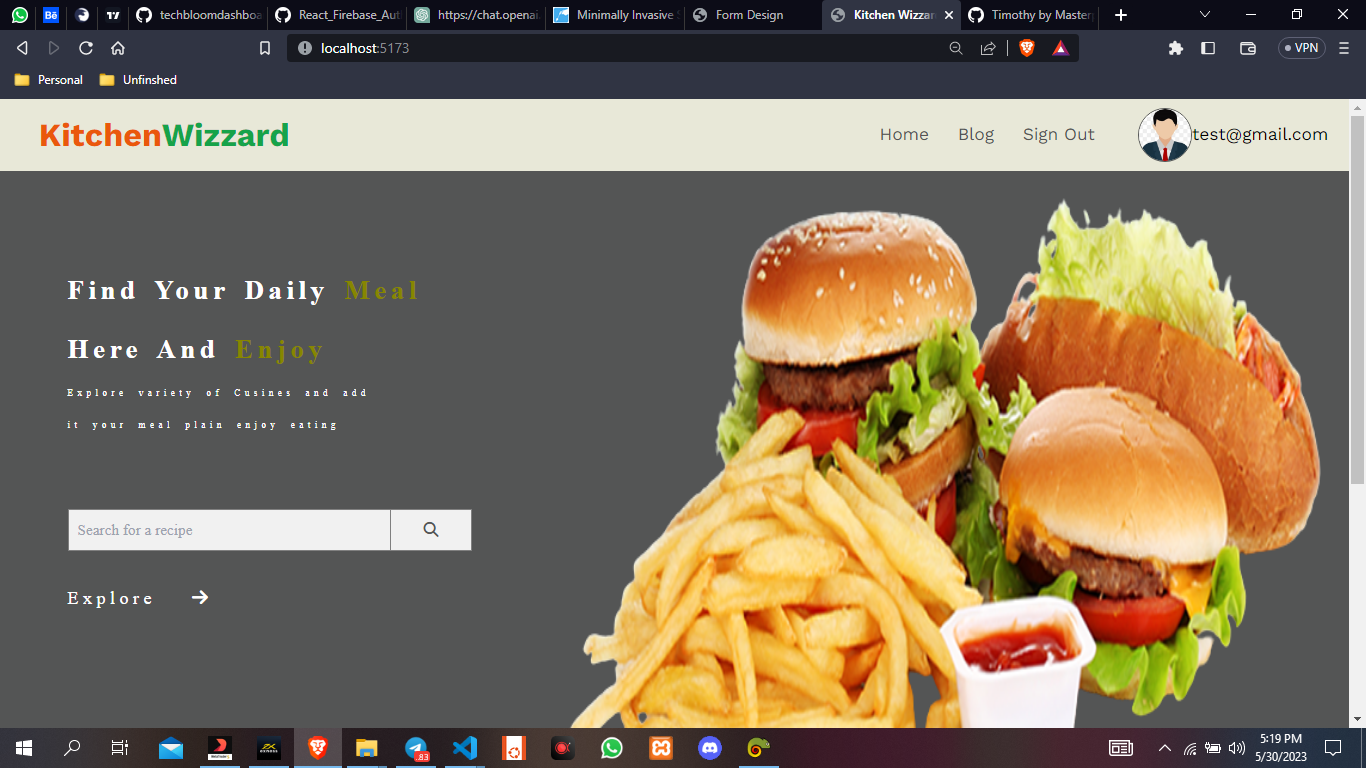 techbloomdashboa
React_Firebase_Aut
https://chat.openai.
Minimally Invasive S
Form Design
Kitchen Wizzar
Timothy by Masterp
localhost:5173
VPN
Personal
Unfinshed
KitchenWizzard
Home
Blog
Sign Out
test@gmail.com
Find Your Daily Meal
Here And Enjoy
Explore variety of Cusines and add
it your meal plain enjoy eating
Search for a recipe
Explore
83
5:19 PM
5/30/2023